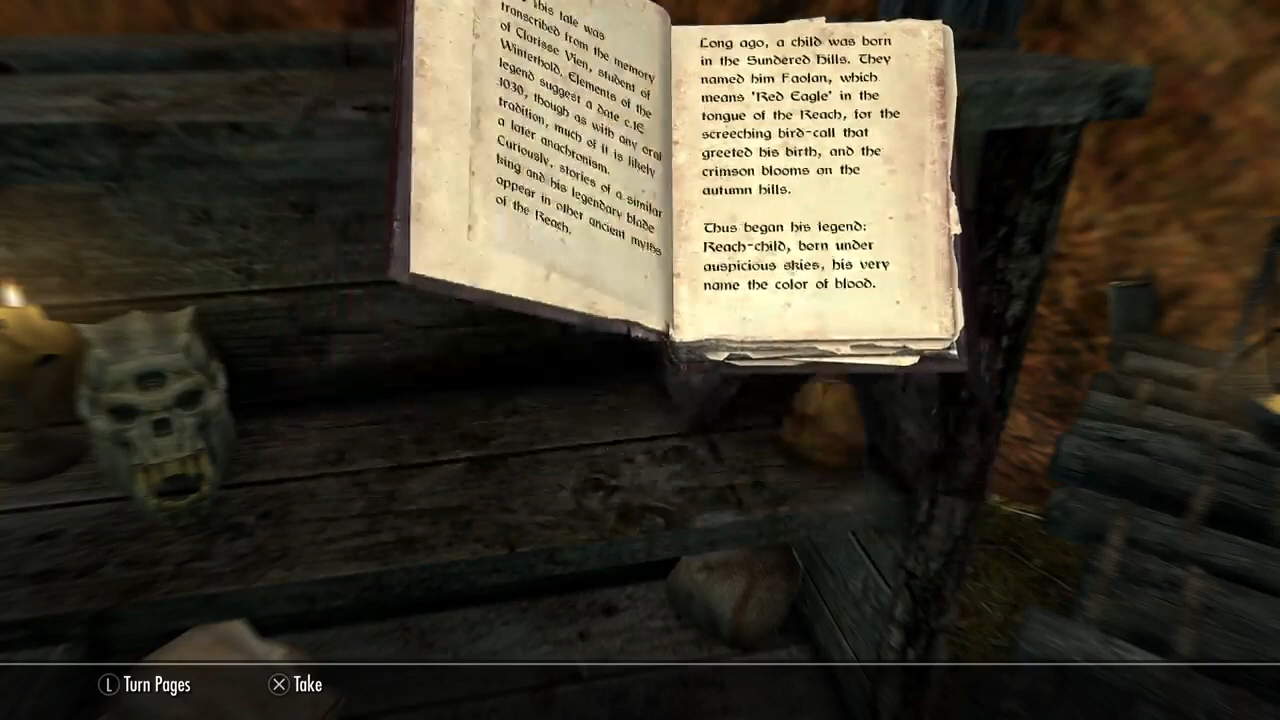 this tale was
transcribed from the memory
of Clarisse Vien, student of
Winterhold. Elements of the
legend suggest a date c.1E
1030, though as with any oral
tradition, much of it is likely
a later anachronism.
Curiously, stories of a similar
king and his legendary blade
appear in other ancient myths
of the Reach.
Long ago, a child was born
in the Sundered Hills. They
named him Faolan, which
means 'Red Eagle' in the
tongue of the Reach, for the
screeching bird-call that
greeted his birth, and the
crimson blooms on the
autumn hills.
Thus began his legend:
Reach-child, born under
auspicious skies, his very
name the color of blood.
L Turn Pages
X Take